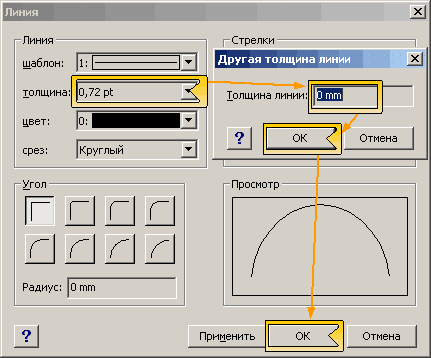 Линия
Линия
шаблон: 1:
толщина: 0,72 pt
цвет: 0:
срез: Круглый
Стрелки
Другая толщина линии
Толщина линии: 0 mm
? OK Отмена
Угол
Радиус: 0 mm
Просмотр
? Применить OK Отмена